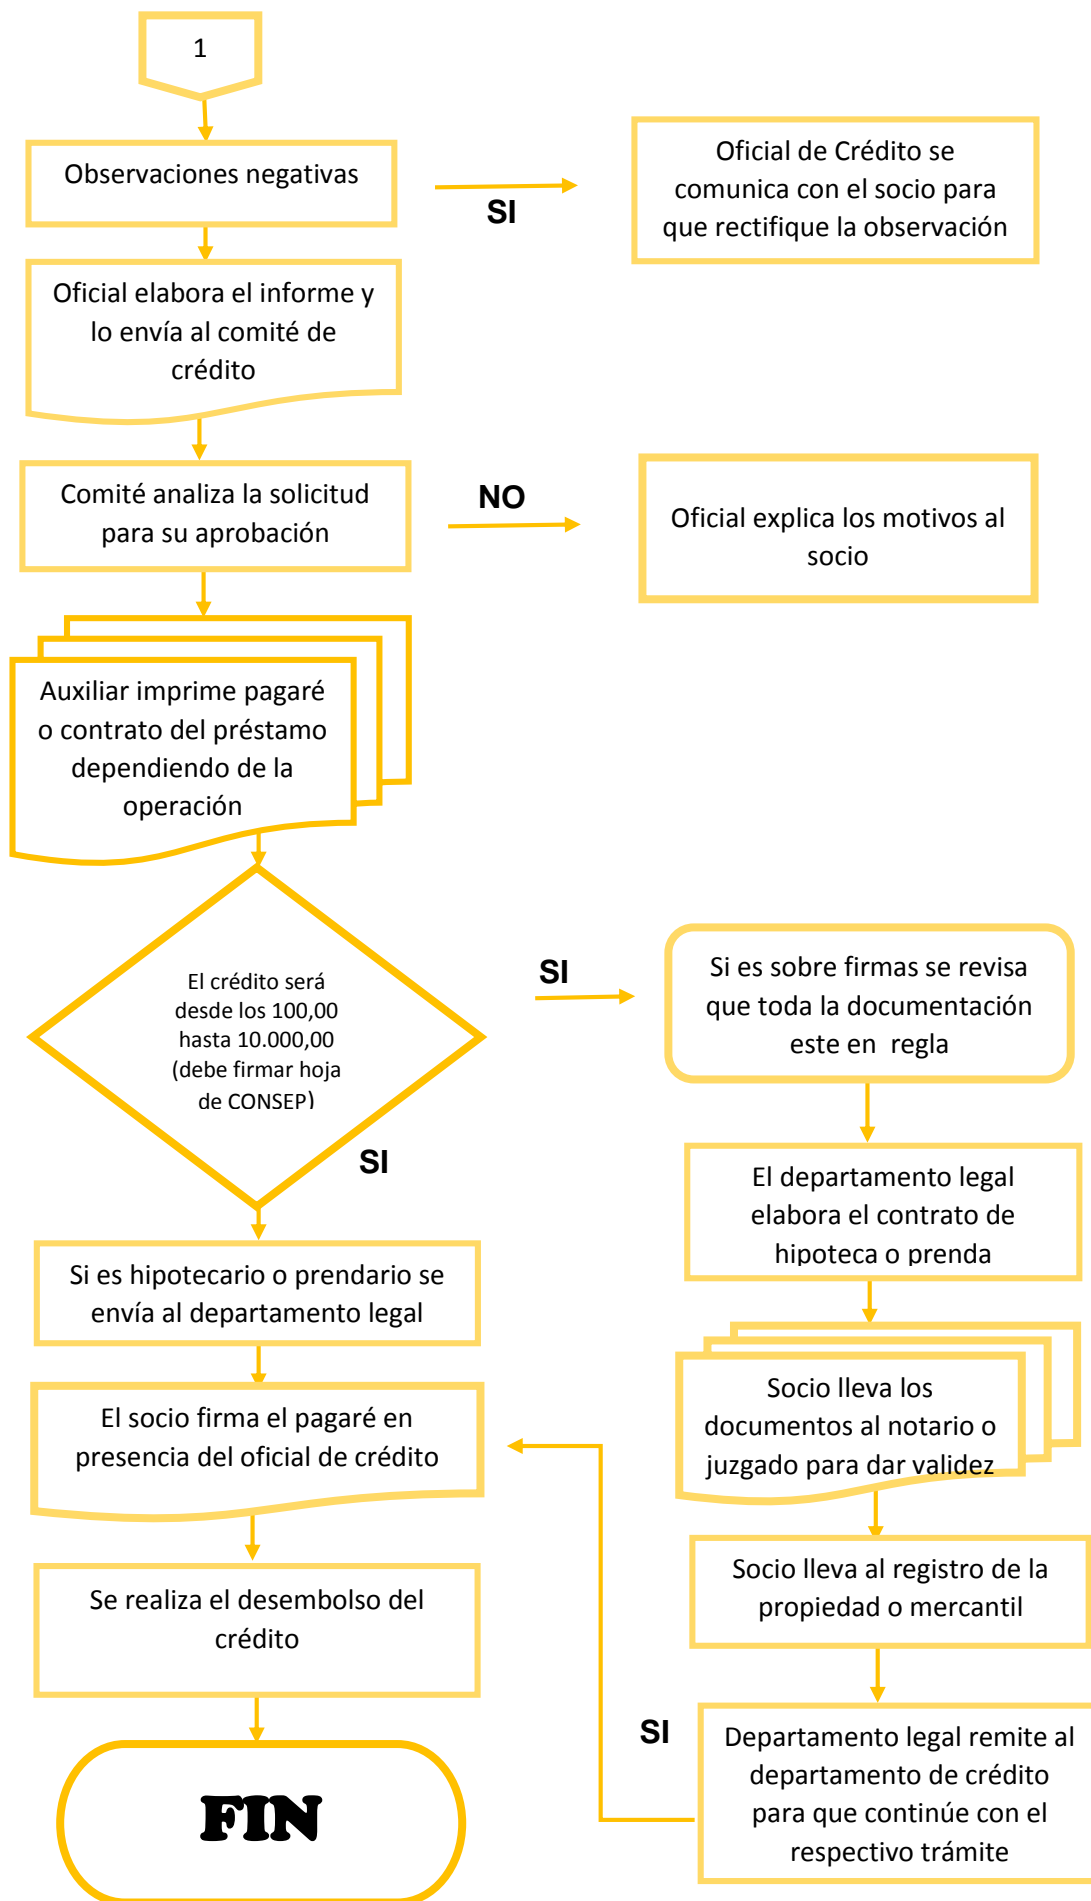 1
Observaciones negativas
SI
Oficial de Crédito se
comunica con el socio para
que rectifique la observación
Oficial elabora el informe y
lo envía al comité de
crédito
Comité analiza la solicitud
para su aprobación
NO
Oficial explica los motivos al
socio
Auxiliar imprime pagaré
o contrato del préstamo
dependiendo de la
operación
El crédito será
desde los 100,00
hasta 10.000,00
(debe firmar hoja
de CONSEP)
SI
Si es sobre firmas se revisa
que toda la documentación
este en regla
SI
El departamento legal
elabora el contrato de
hipoteca o prenda
Si es hipotecario o prendario se
envía al departamento legal
Socio lleva los
documentos al notario o
juzgado para dar validez
El socio firma el pagaré en
presencia del oficial de crédito
Socio lleva al registro de la
propiedad o mercantil
Se realiza el desembolso del
crédito
SI
Departamento legal remite al
departamento de crédito
para que continúe con el
respectivo trámite
FIN